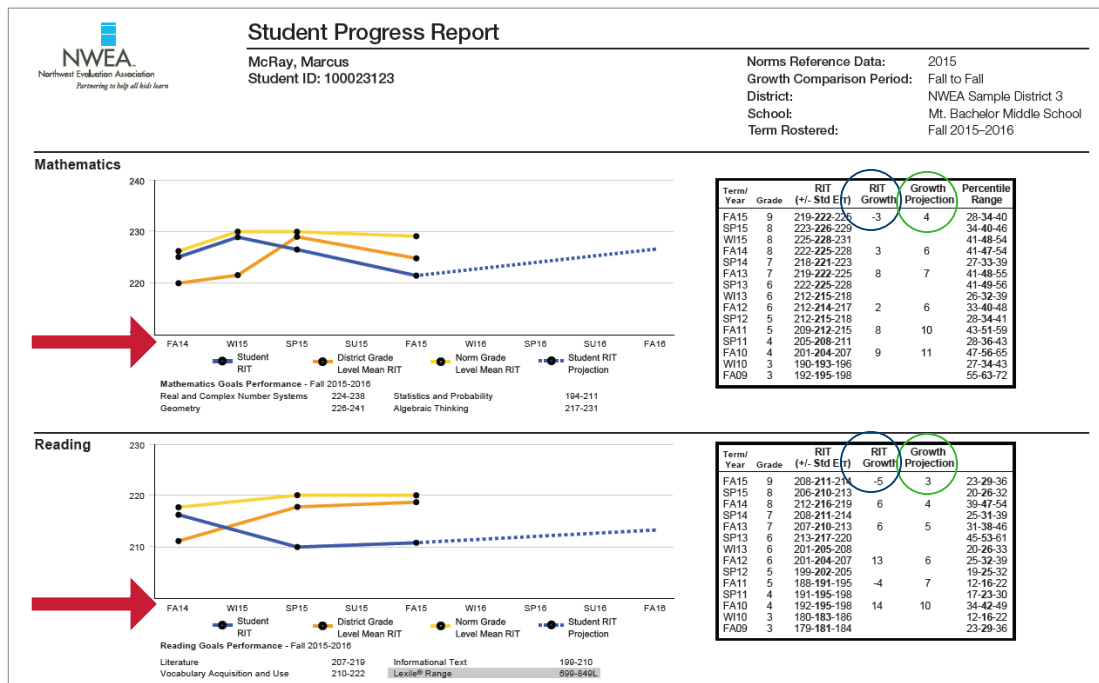 NWEA™
Northwest Evaluation Association
Partnering to help all kids learn
Student Progress Report
McRay, Marcus
Student ID: 100023123
Norms Reference Data: 2015
Growth Comparison Period: Fall to Fall
District: NWEA Sample District 3
School: Mt. Bachelor Middle School
Term Rostered: Fall 2015–2016
Mathematics
240
230
220
FA14 WI15 SP15 SU15 FA15 WI16 SP16 SU16 FA16
Student RIT
District Grade Level Mean RIT
Norm Grade Level Mean RIT
Student RIT Projection
Mathematics Goals Performance - Fall 2015-2016
Real and Complex Number Systems 224-238 Statistics and Probability 194-211
Geometry 226-241 Algebraic Thinking 217-231
Term/ Year Grade RIT (+/- Std Err) RIT Growth Growth Projection Percentile Range
FA15 9 219-222-225 -3 4 28-34-40
SP15 8 223-226-229 34-40-46
WI15 8 225-228-231 41-48-54
FA14 8 222-225-228 3 6 41-47-54
SP14 7 218-221-223 27-33-39
FA13 7 219-222-225 8 7 41-48-55
SP13 6 222-225-228 41-49-56
WI13 6 212-215-218 26-32-39
FA12 6 212-214-217 2 6 33-40-48
SP12 5 212-215-218 28-34-41
FA11 5 209-212-215 8 10 43-51-59
SP11 4 205-208-211 28-36-43
FA10 4 201-204-207 9 11 47-56-65
WI10 3 190-193-196 27-34-43
FA09 3 192-195-198 55-63-72
Reading
230
220
210
FA14 WI15 SP15 SU15 FA15 WI16 SP16 SU16 FA16
Student RIT
District Grade Level Mean RIT
Norm Grade Level Mean RIT
Student RIT Projection
Reading Goals Performance - Fall 2015-2016
Literature 207-219 Informational Text 199-210
Vocabulary Acquisition and Use 210-222 Lexile® Range 699-849L
Term/ Year Grade RIT (+/- Std Err) RIT Growth Growth Projection
FA15 9 208-211-214 -5 3 23-29-36
SP15 8 206-210-213 20-26-32
FA14 8 212-216-219 6 4 39-47-54
SP14 7 208-211-214 25-31-39
FA13 7 207-210-213 6 5 31-38-46
SP13 6 213-217-220 45-53-61
WI13 6 201-205-208 20-26-33
FA12 6 201-204-207 13 6 25-32-39
SP12 5 199-202-205 19-25-32
FA11 5 188-191-195 -4 7 12-16-22
SP11 4 191-195-198 17-23-30
FA10 4 192-195-198 14 10 34-42-49
WI10 3 180-183-186 12-16-22
FA09 3 179-181-184 23-29-36